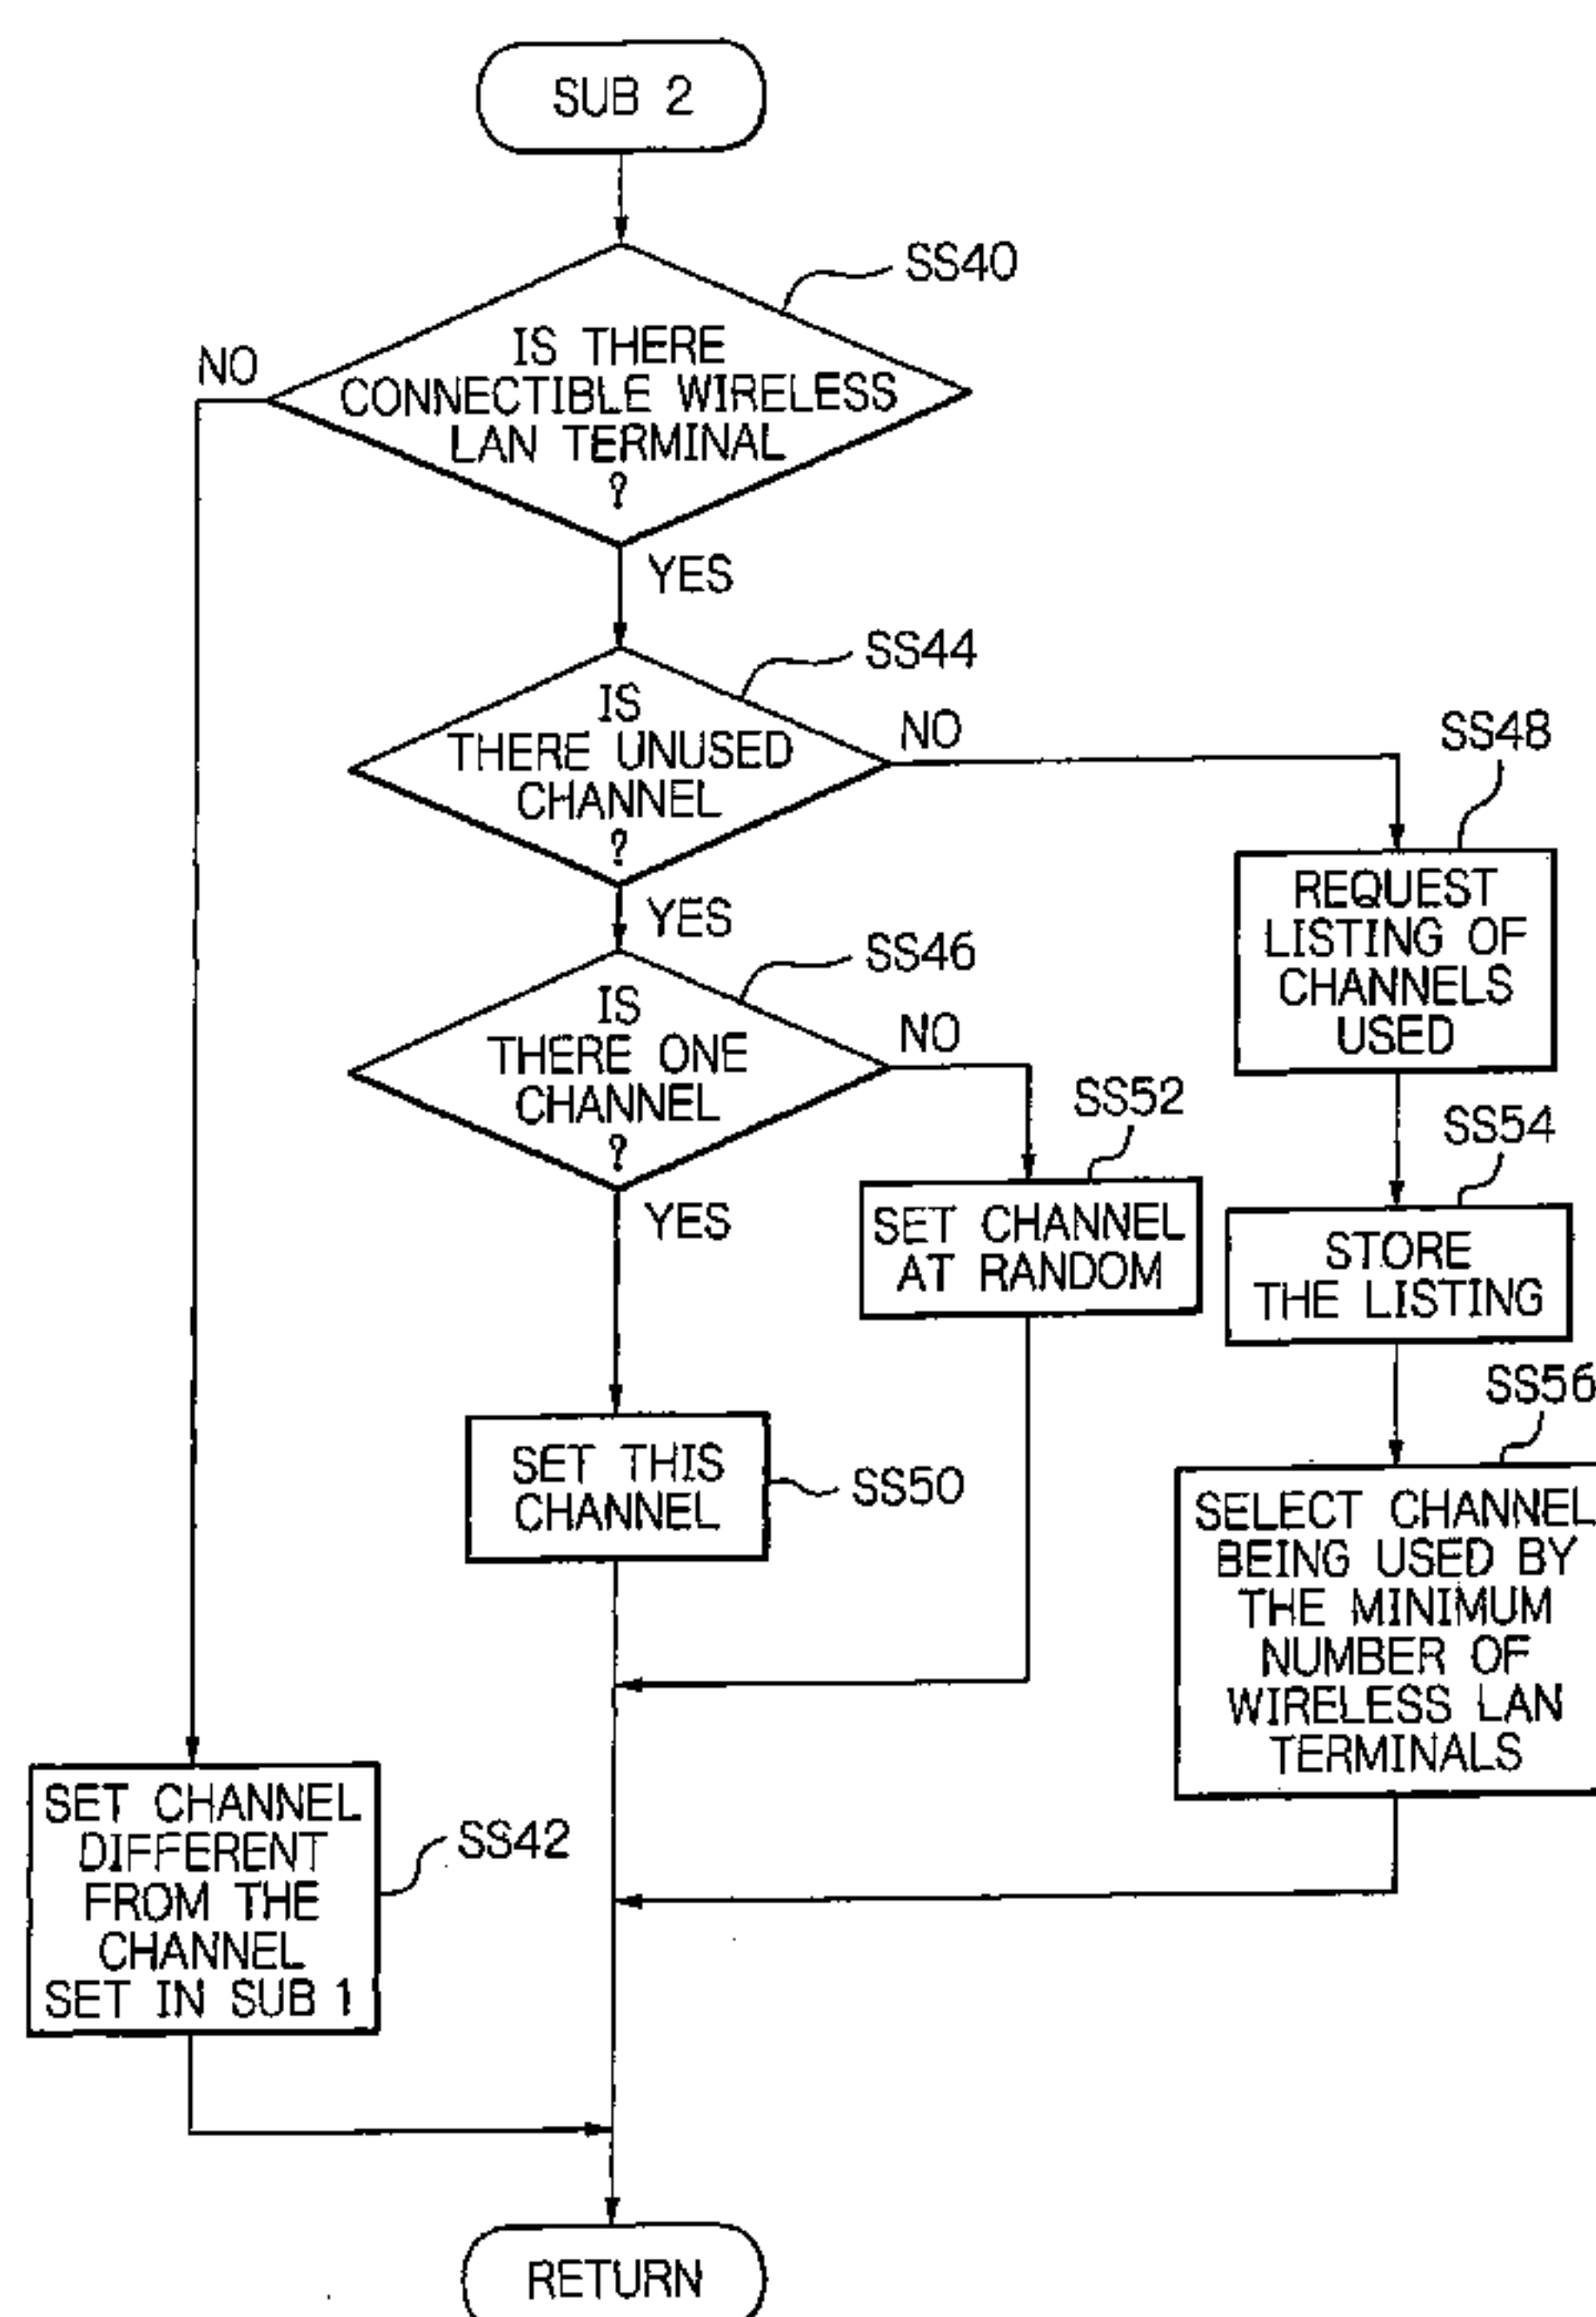 SUB 2
SS40
IS THERE
CONNECTIBLE WIRELESS
LAN TERMINAL
?
NO
YES
SS44
IS
THERE UNUSED
CHANNEL
?
NO
YES
SS48
REQUEST
LISTING OF
CHANNELS
USED
SS46
IS
THERE ONE
CHANNEL
?
NO
YES
SS52
SET CHANNEL
AT RANDOM
SS54
STORE
THE LISTING
SS56
SELECT CHANNEL
BEING USED BY
THE MINIMUM
NUMBER OF
WIRELESS LAN
TERMINALS
SET THIS
CHANNEL
SS50
SET CHANNEL
DIFFERENT
FROM THE
CHANNEL
SET IN SUB 1
SS42
RETURN